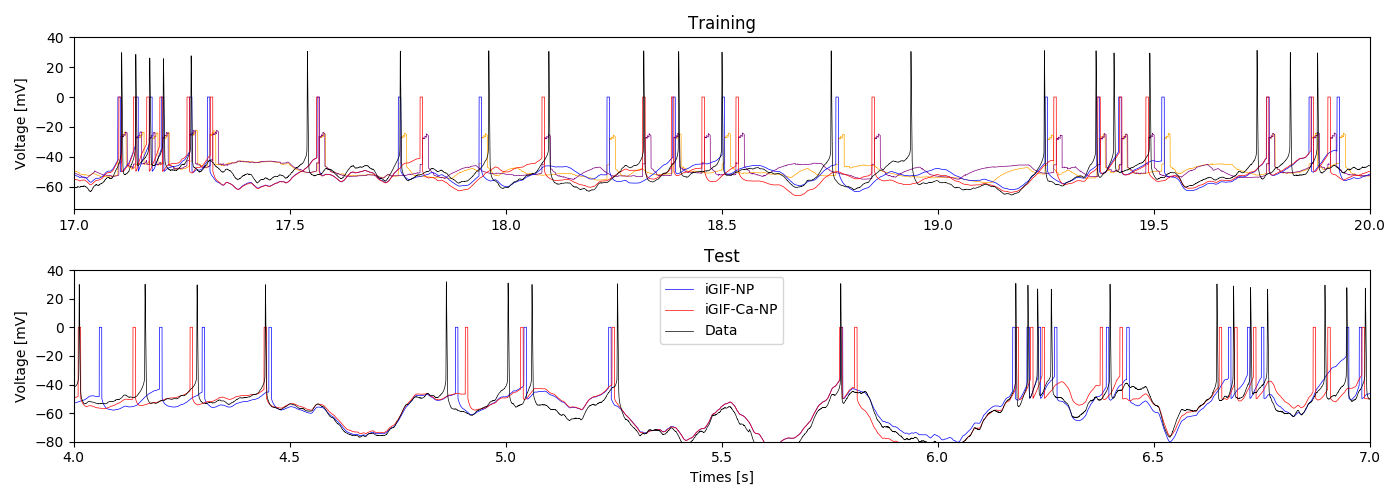 Training
Voltage [mV]
40
20
0
−20
−40
−60
17.0 17.5 18.0 18.5 19.0 19.5 20.0
Test
Voltage [mV]
40
20
0
−20
−40
−60
−80
iGIF-NP
iGIF-Ca-NP
Data
4.0 4.5 5.0 5.5 6.0 6.5 7.0
Times [s]